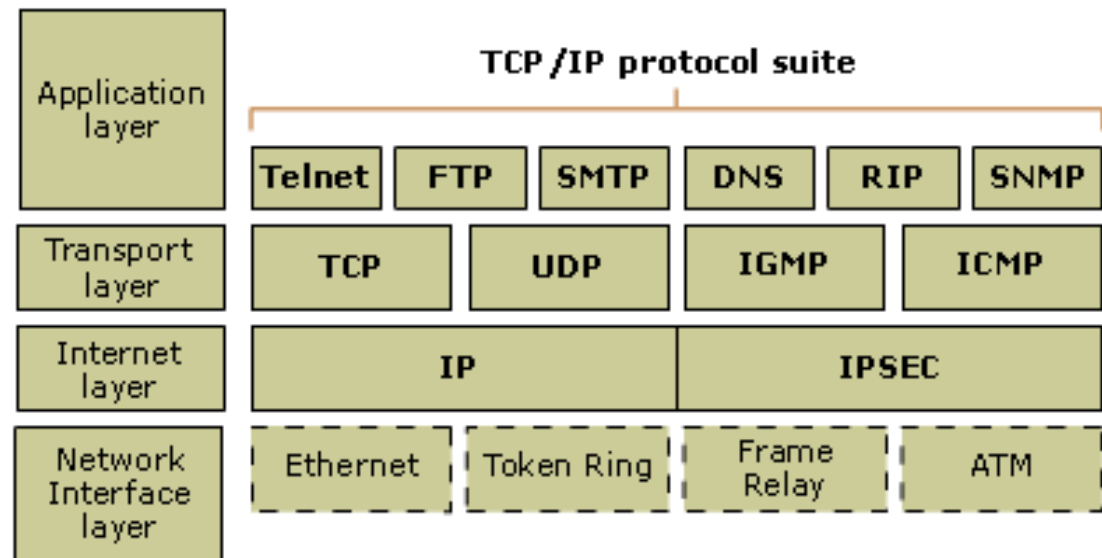 TCP/IP protocol suite
Application
layer
Telnet FTP SMTP DNS RIP SNMP
Transport
layer
TCP UDP IGMP ICMP
Internet
layer
IP IPSEC
Network
Interface
layer
Ethernet Token Ring Frame
Relay ATM